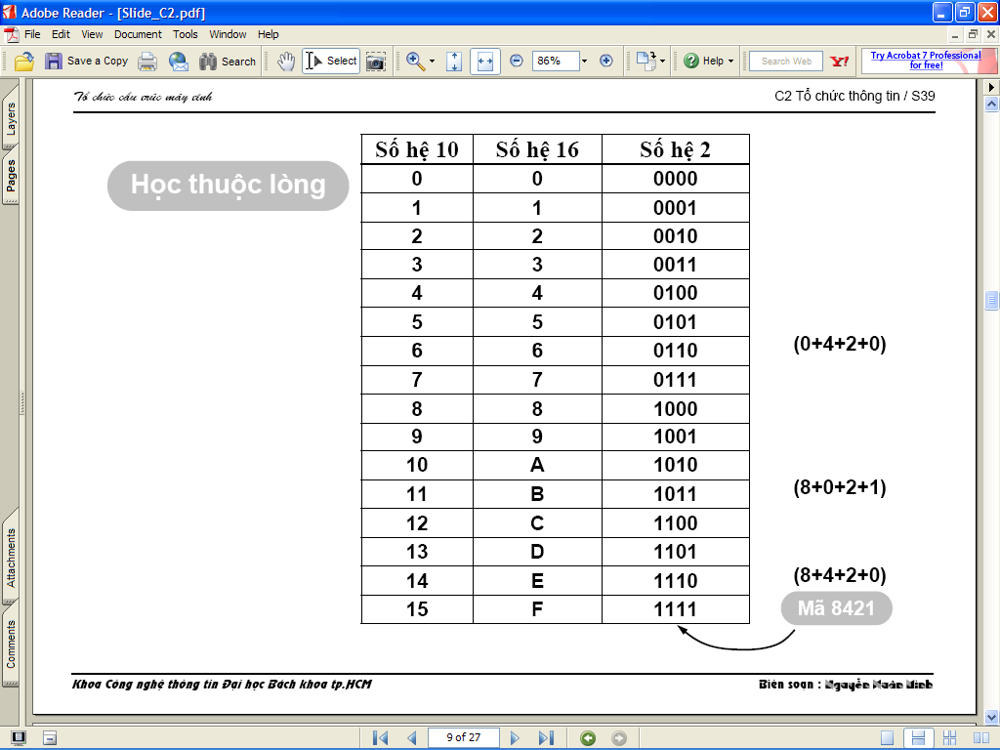 Adobe Reader - [Slide_C2.pdf]
File Edit View Document Tools Window Help
Save a Copy Search Select 86% Help Search Web Y! Try Acrobat 7 Professional for free!
Layers
Pages
Attachments
Comments
Tổ chức cấu trúc máy tính C2 Tổ chức thông tin / S39
Học thuộc lòng
Số hệ 10 Số hệ 16 Số hệ 2
0 0 0000
1 1 0001
2 2 0010
3 3 0011
4 4 0100
5 5 0101
6 6 0110 (0+4+2+0)
7 7 0111
8 8 1000
9 9 1001
10 A 1010
11 B 1011 (8+0+2+1)
12 C 1100
13 D 1101
14 E 1110 (8+4+2+0)
15 F 1111 Mã 8421
Khoa Công nghệ thông tin Đại học Bách khoa tp.HCM Biên soạn : Nguyễn
9 of 27